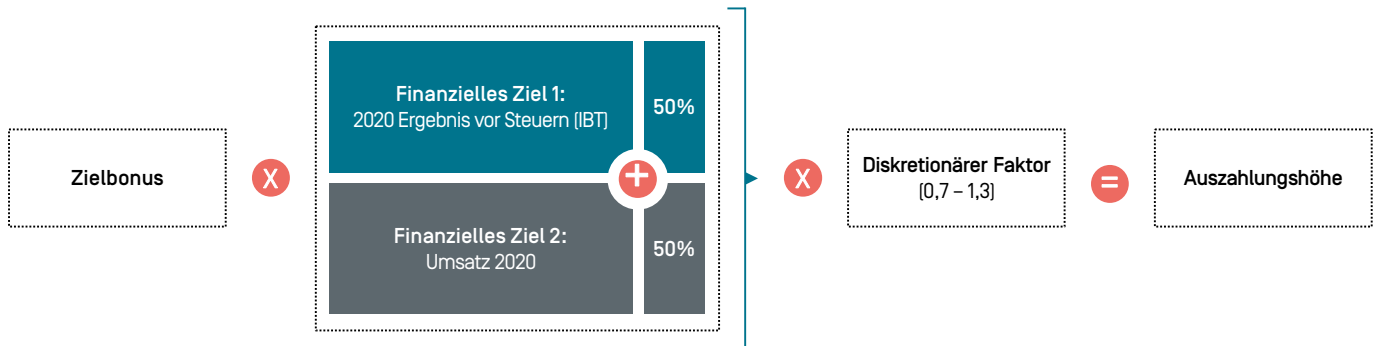 Zielbonus
X
Finanzielles Ziel 1:
2020 Ergebnis vor Steuern (IBT)
50%
+
Finanzielles Ziel 2:
Umsatz 2020
50%
X
Diskretionärer Faktor
(0,7 – 1,3)
=
Auszahlungshöhe